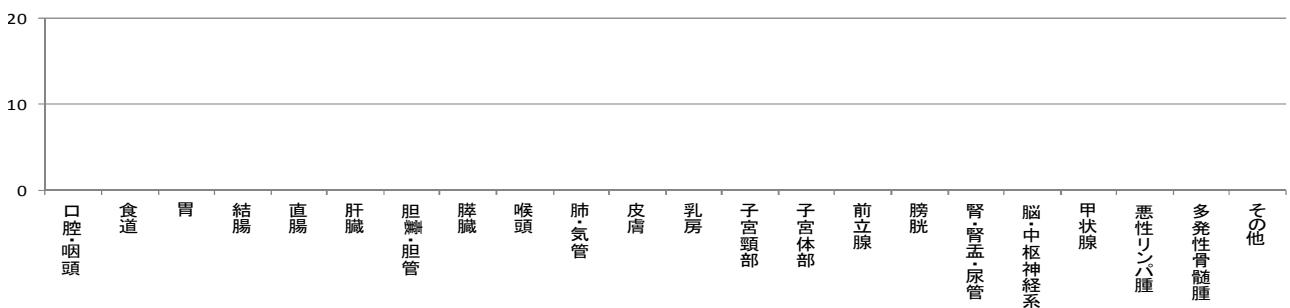 20
10
0
口腔・咽頭
食道
胃
結腸
直腸
肝臓
胆嚢・胆管
膵臓
喉頭
肺・気管
皮膚
乳房
子宮頸部
子宮体部
前立腺
膀胱
腎・腎盂・尿管
脳・中枢神経系
甲状腺
悪性リンパ腫
多発性骨髄腫
その他